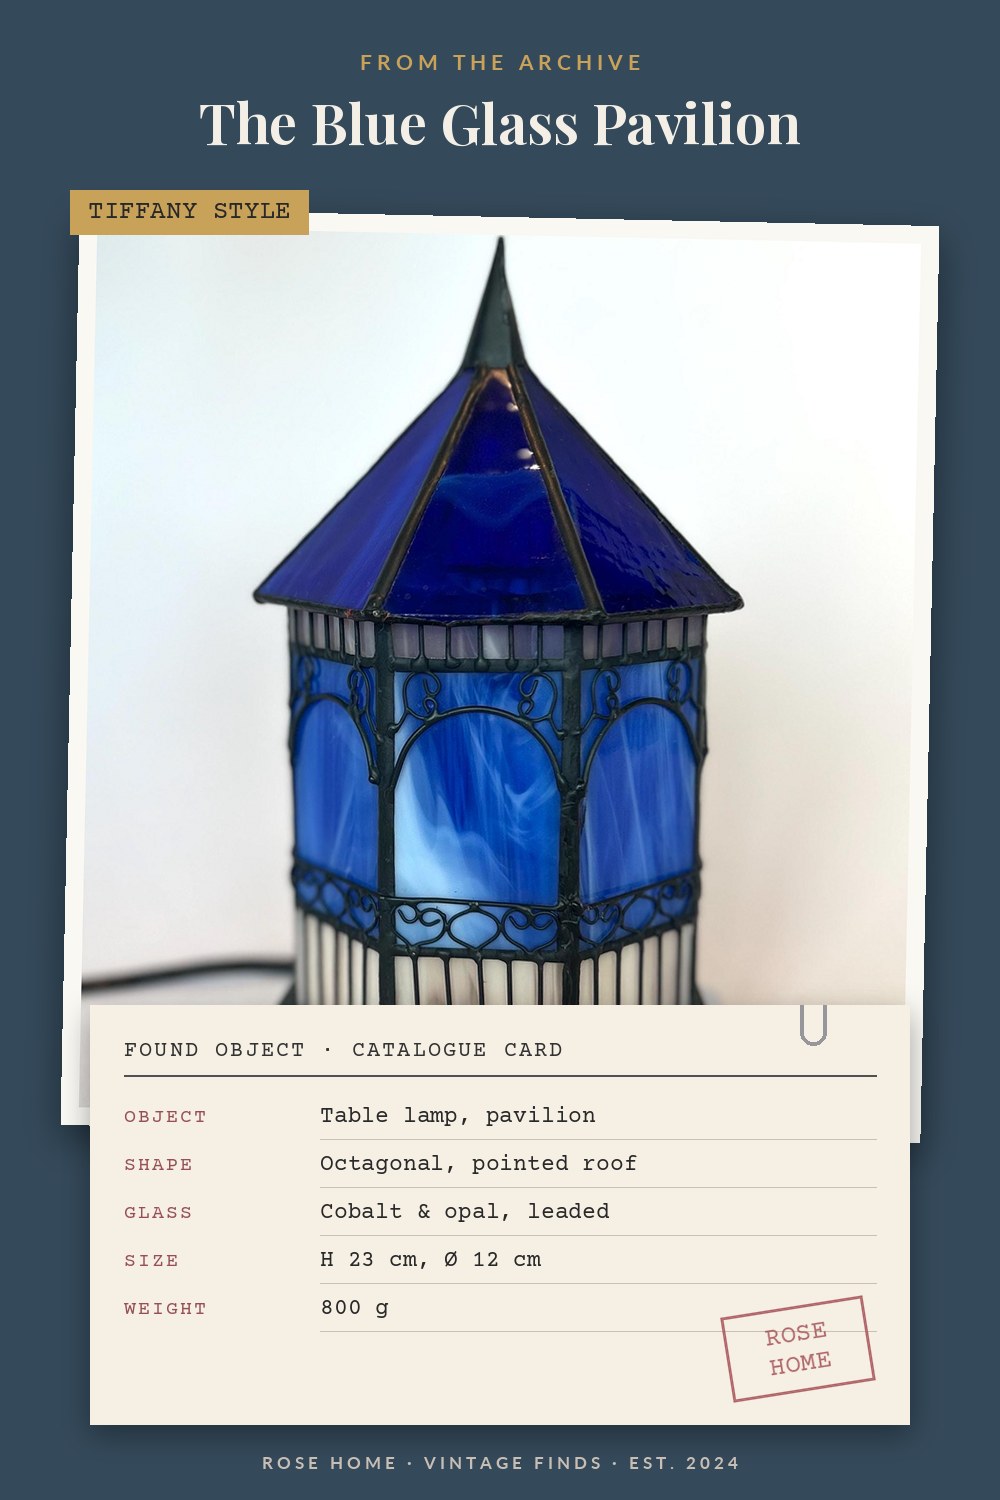 FROM THE ARCHIVE
The Blue Glass Pavilion
TIFFANY STYLE
FOUND OBJECT · CATALOGUE CARD
OBJECT Table lamp, pavilion
SHAPE Octagonal, pointed roof
GLASS Cobalt & opal, leaded
SIZE H 23 cm, Ø 12 cm
WEIGHT 800 g
ROSE
HOME
ROSE HOME · VINTAGE FINDS · EST. 2024